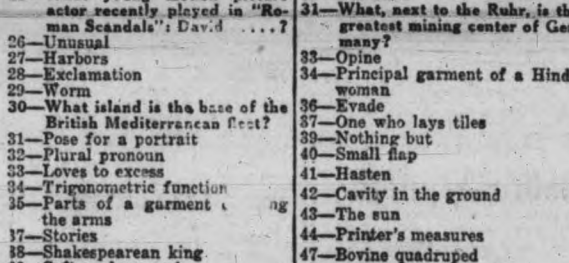 actor recently played in "Ro-
man Scandals": David ....?
26—Unusual
27—Harbors
28—Exclamation
29—Worm
30—What island is the base of the
British Mediterranean fleet?
31—Pose for a portrait
32—Plural pronoun
33—Loves to excess
34—Trigonometric function
35—Parts of a garment
the arms
37—Stories
38—Shakespearean king
31—What, next to the Ruhr, is th
greatest mining center of Ger
many?
33—Opine
34—Principal garment of a Hind
woman
36—Evade
37—One who lays tiles
39—Nothing but
40—Small flap
41—Hasten
42—Cavity in the ground
43—The sun
44—Printer's measures
47—Bovine quadruped